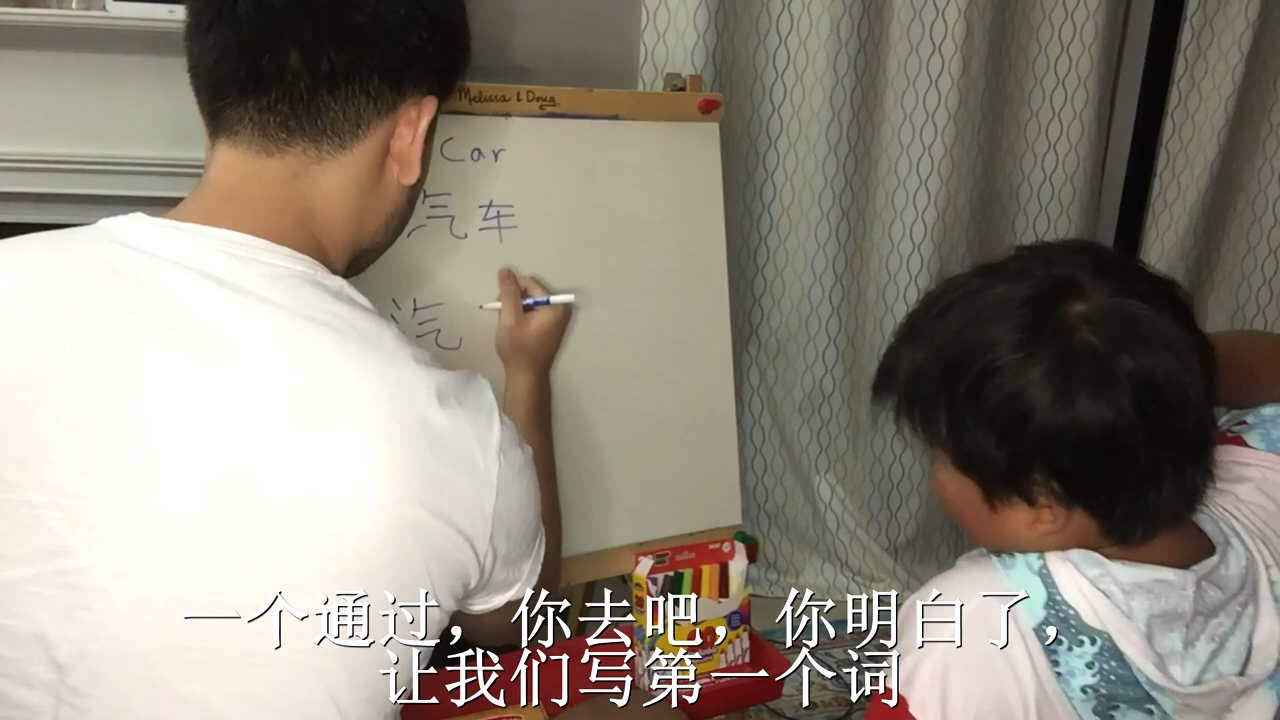 Melissa & Doug
Car
汽车
汽
一个通过，你去吧，你明白了，
让我们写第一个词